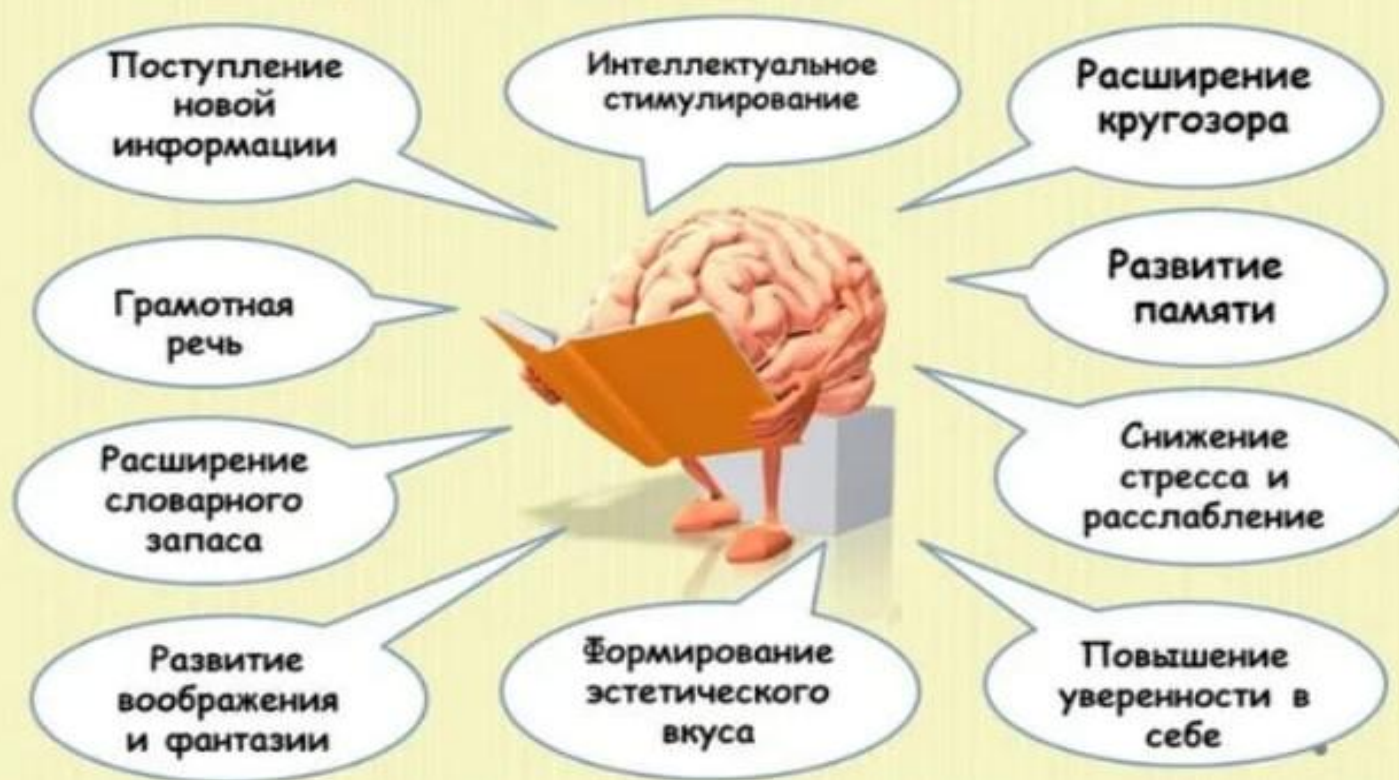 Поступление
новой
информации
Интеллектуальное
стимулирование
Расширение
кругозора
Грамотная
речь
Развитие
памяти
Расширение
словарного
запаса
Снижение
стресса и
расслабление
Развитие
воображения
и фантазии
Формирование
эстетического
вкуса
Повышение
уверенности в
себе